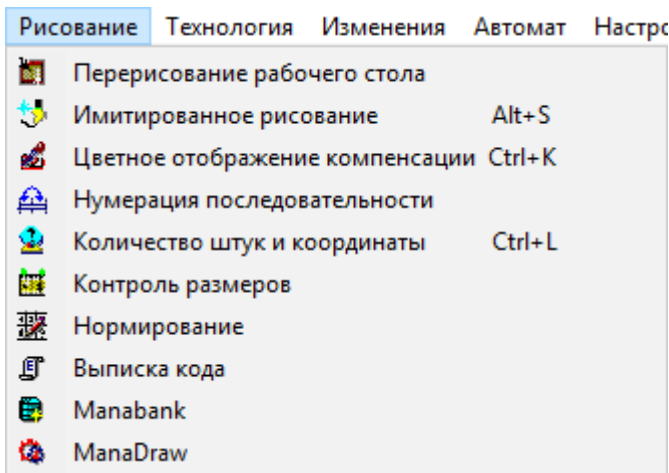 Рисование Технология Изменения Автомат Настро
Перерисование рабочего стола
Имитированное рисование Alt+S
Цветное отображение компенсации Ctrl+K
Нумерация последовательности
Количество штук и координаты Ctrl+L
Контроль размеров
Нормирование
Выписка кода
Manabank
ManaDraw